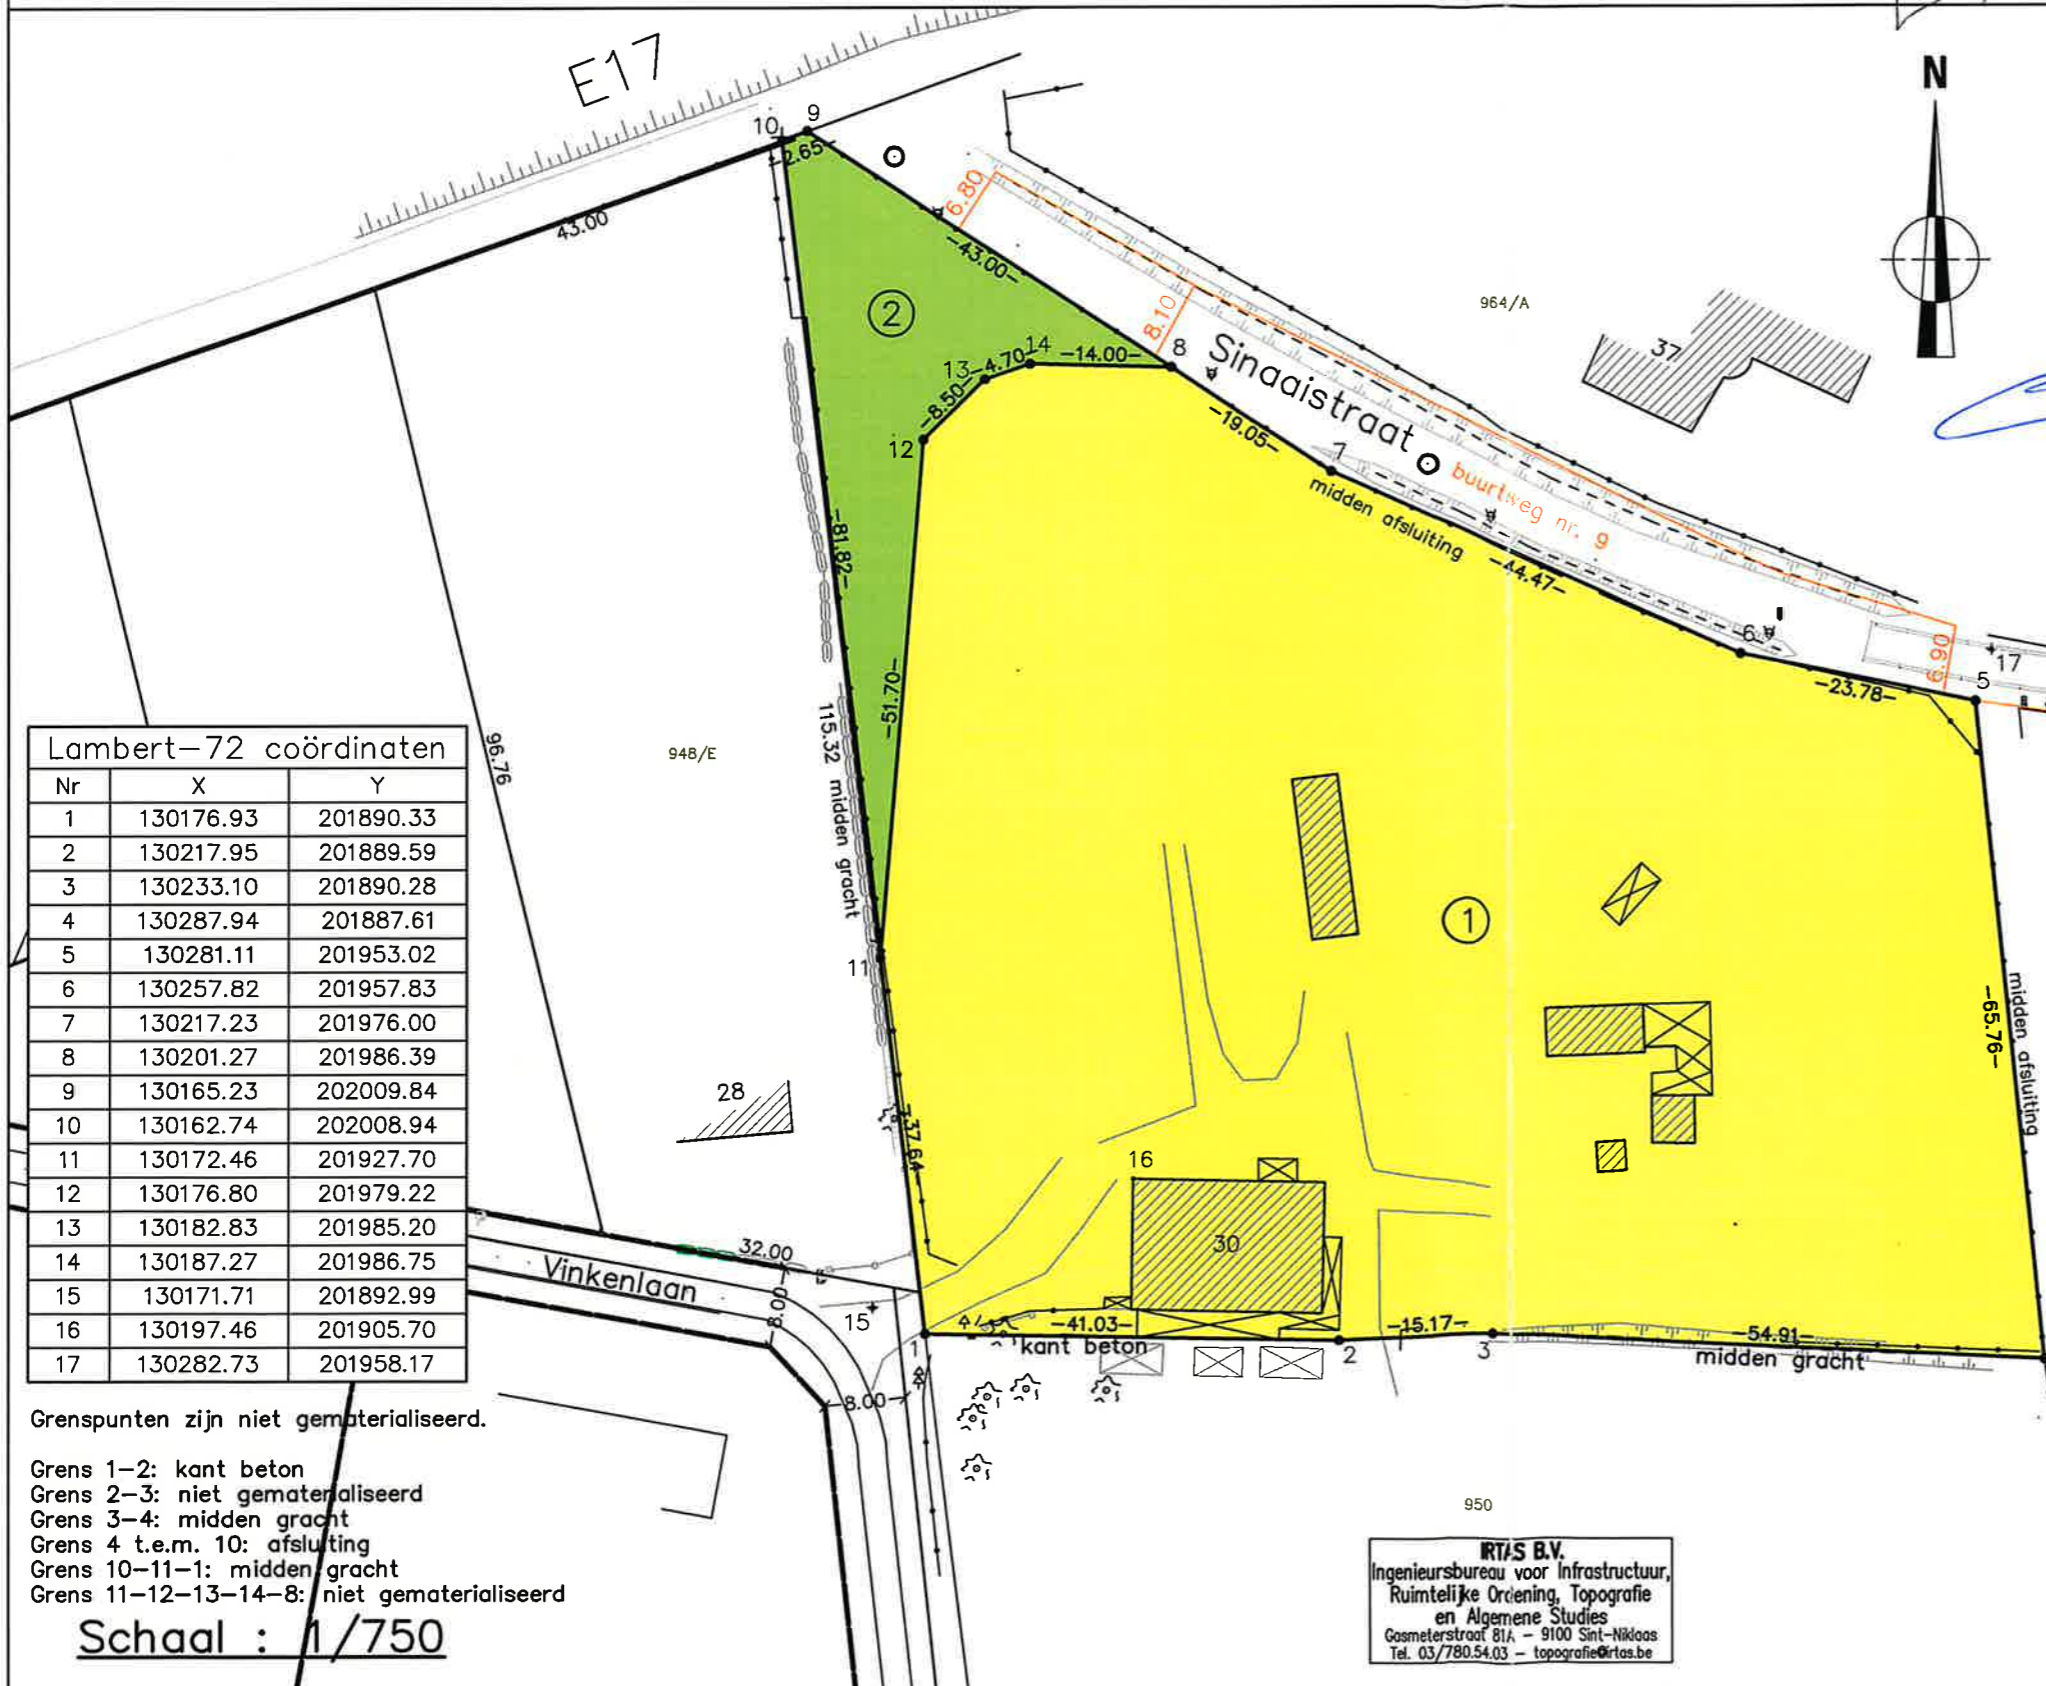 E17
N
10
9
-2.65-
43.00
6.80
-43.00-
2
8.10
8
Sinaaistraat
964/A
37
13
-4.70-
14
-14.00-
-8.50-
12
-19.05-
7
buurtweg nr. 9
midden afsluiting
-44.47-
6
6.90
17
5
-23.78-
-81.82-
-51.70-
115.32 midden gracht
96.76
948/E
11
1
-65.76-
midden afsluiting
28
-37.64
16
30
32.00
Vinkenlaan
8.00
15
8.00
1
-41.03-
kant beton
2
-15.17-
3
-54.91-
midden gracht
950
Lambert-72 coördinaten
Nr X Y
1 130176.93 201890.33
2 130217.95 201889.59
3 130233.10 201890.28
4 130287.94 201887.61
5 130281.11 201953.02
6 130257.82 201957.83
7 130217.23 201976.00
8 130201.27 201986.39
9 130165.23 202009.84
10 130162.74 202008.94
11 130172.46 201927.70
12 130176.80 201979.22
13 130182.83 201985.20
14 130187.27 201986.75
15 130171.71 201892.99
16 130197.46 201905.70
17 130282.73 201958.17
Grenspunten zijn niet gematerialiseerd.
Grens 1-2: kant beton
Grens 2-3: niet gematerialiseerd
Grens 3-4: midden gracht
Grens 4 t.e.m. 10: afsluiting
Grens 10-11-1: midden gracht
Grens 11-12-13-14-8: niet gematerialiseerd
Schaal : 1/750
IRTAS B.V.
Ingenieursbureau voor Infrastructuur,
Ruimtelijke Ordening, Topografie
en Algemene Studies
Gasmeterstraat 81A - 9100 Sint-Niklaas
Tel. 03/780.54.03 - topografie@irtas.be